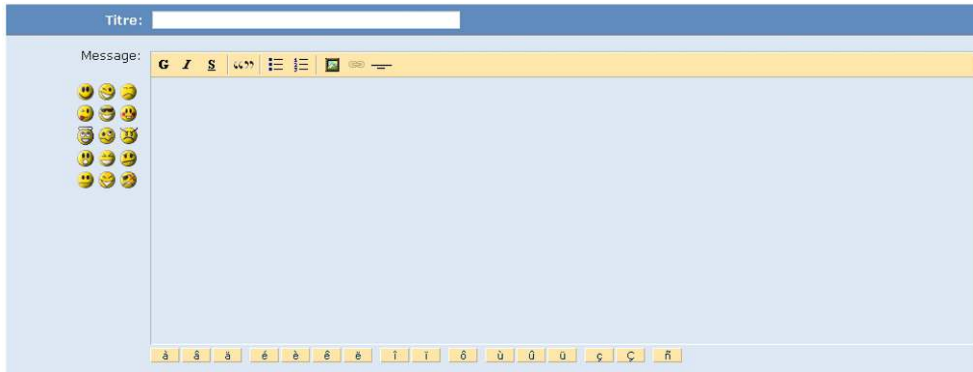 Titre:
Message:
G I S “”
à â ä é è ê ë î ï ô ù û ü ç Ç ñ